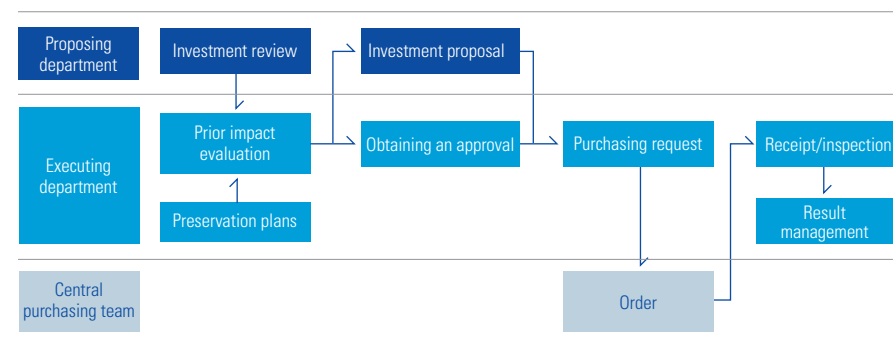 Proposing
department
Investment review
Investment proposal
Executing
department
Prior impact
evaluation
Obtaining an approval
Purchasing request
Receipt/inspection
Preservation plans
Result
management
Central
purchasing team
Order